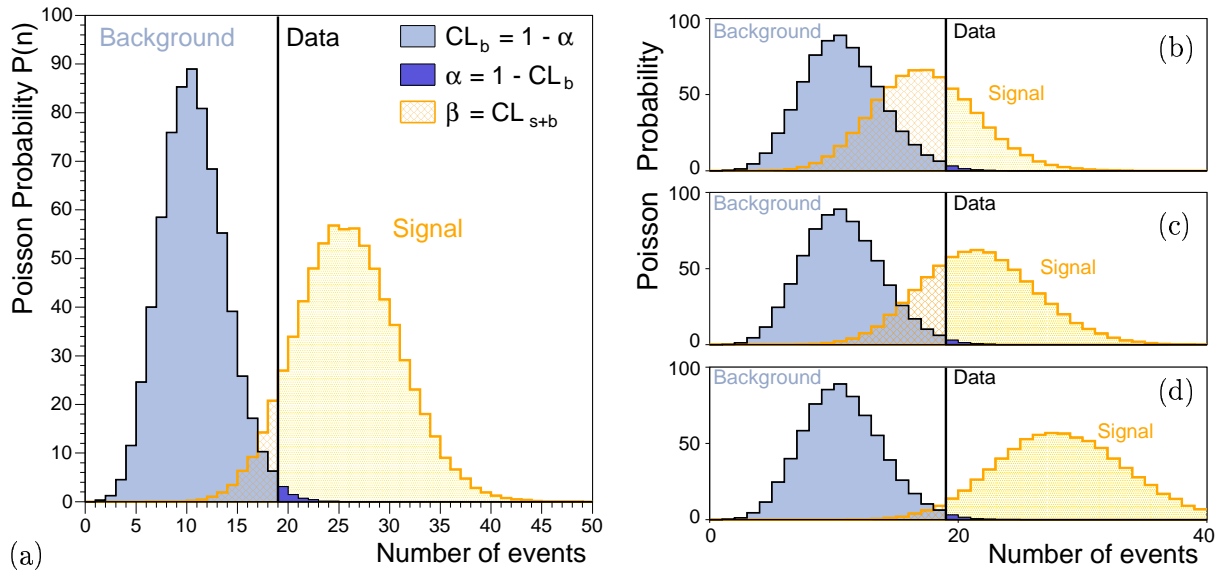 Poisson Probability P(n)
100
90
80
70
60
50
40
30
20
10
0
Background
Data
CL b = 1 - α
α = 1 - CL b
β = CL s+b
Signal
0 5 10 15 20 25 30 35 40 45 50
Number of events
(a)
Poisson Probability
100
50
0
Background
Data
(b)
Signal
100
50
0
Background
Data
(c)
Signal
100
50
0
Background
Data
(d)
Signal
0 20 40
Number of events